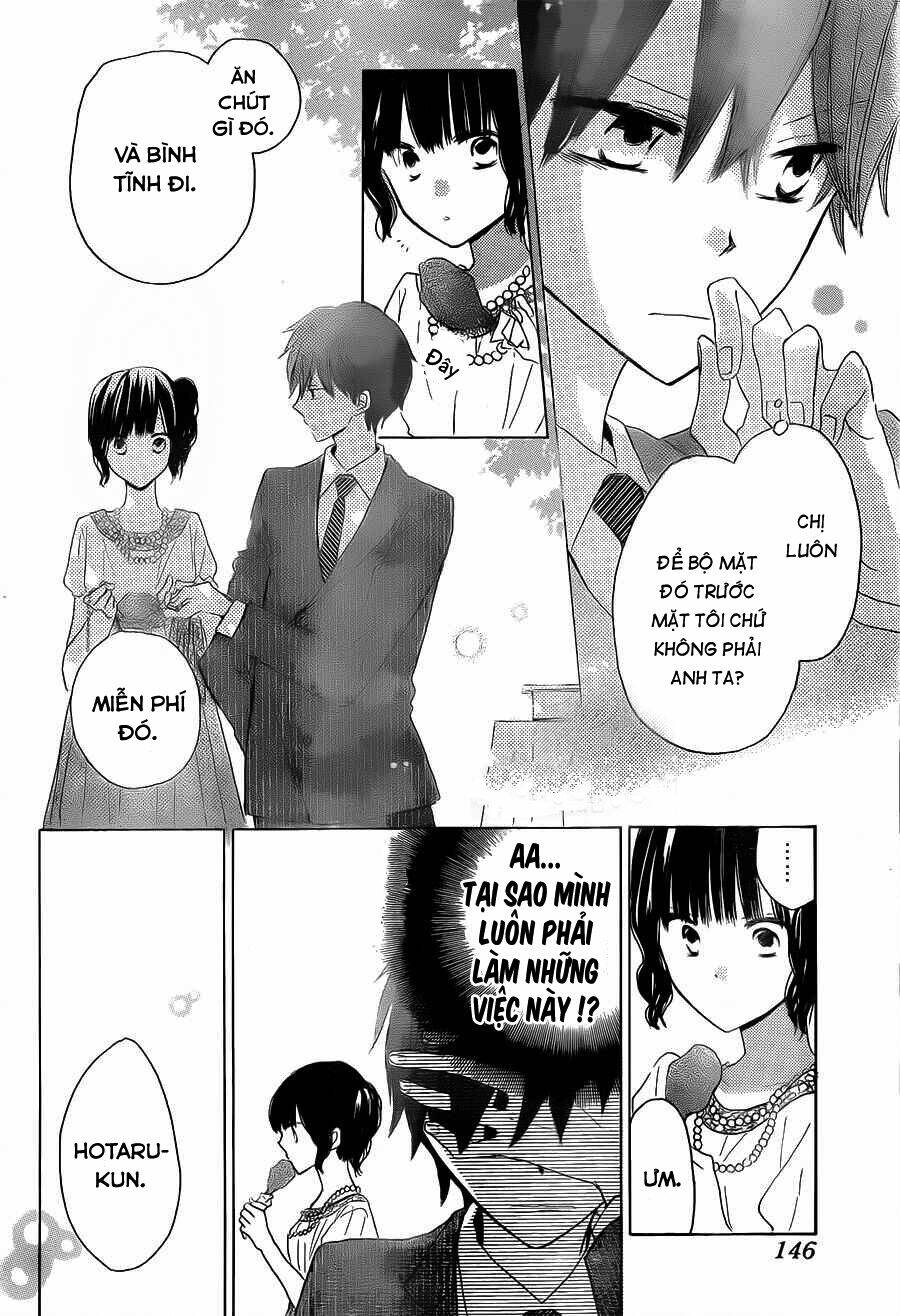 CHỊ
LUÔN
ĐỂ BỘ MẶT
ĐÓ TRƯỚC
MẶT TÔI CHỨ
KHÔNG PHẢI
ANH TA?
Đây
ĂN
CHÚT
GÌ ĐÓ.
VÀ BÌNH
TĨNH ĐI.
MIỄN PHÍ
ĐÓ.
........
ƯM.
AA...
TẠI SAO MÌNH
LUÔN PHẢI
LÀM NHỮNG
VIỆC NÀY !?
HOTARU-
KUN.
146